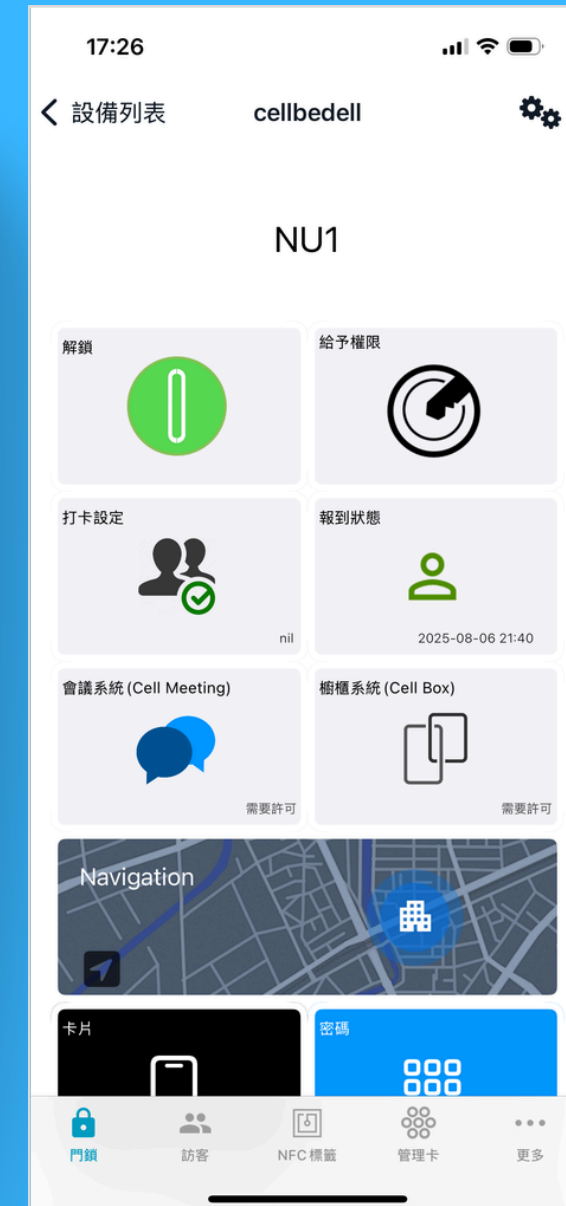 17:26
設備列表
cellbedell
NU1
解鎖
給予權限
打卡設定
nil
報到狀態
2025-08-06 21:40
會議系統 (Cell Meeting)
需要許可
櫥櫃系統 (Cell Box)
需要許可
Navigation
卡片
密碼
門鎖
訪客
NFC 標籤
管理卡
更多